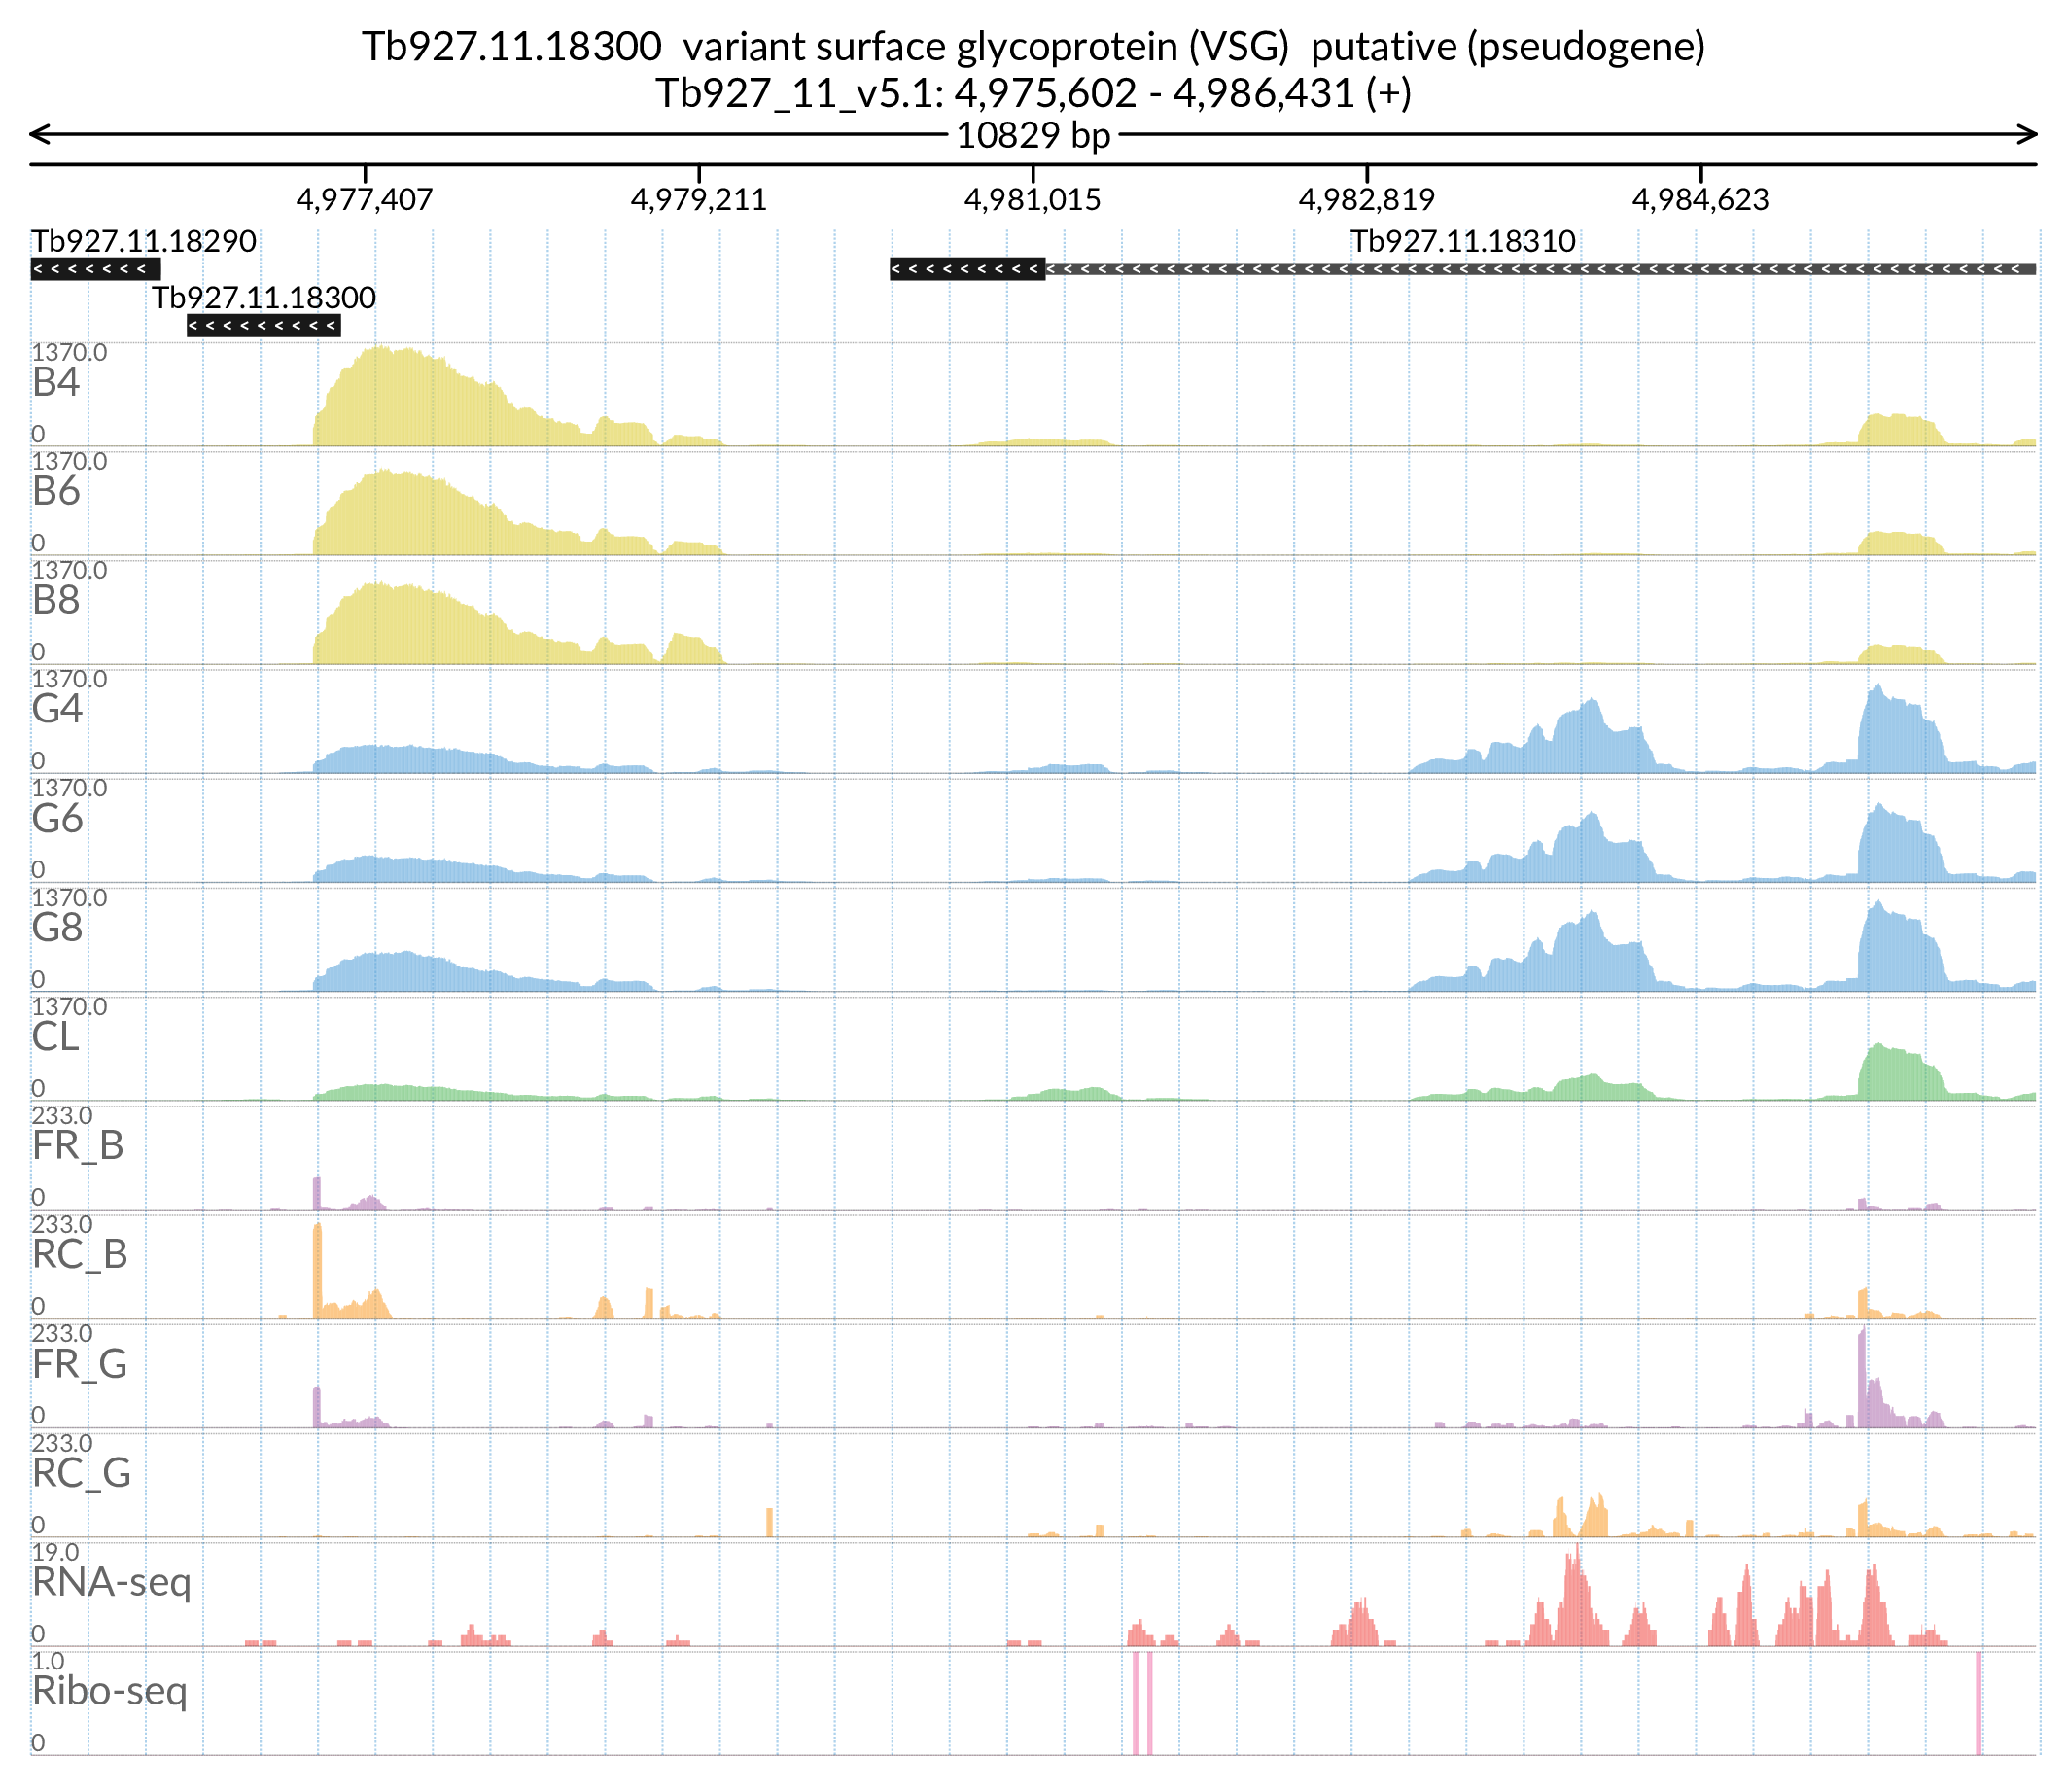 Tb927.11.18300 variant surface glycoprotein (VSG) putative (pseudogene)
Tb927_11_v5.1: 4,975,602 - 4,986,431 (+)
10829 bp
4,977,407 4,979,211 4,981,015 4,982,819 4,984,623
Tb927.11.18290 Tb927.11.18310
Tb927.11.18300
1370.0
B4
0
1370.0
B6
0
1370.0
B8
0
1370.0
G4
0
1370.0
G6
0
1370.0
G8
0
1370.0
CL
0
233.0
FR_B
0
233.0
RC_B
0
233.0
FR_G
0
233.0
RC_G
0
19.0
RNA-seq
0
1.0
Ribo-seq
0